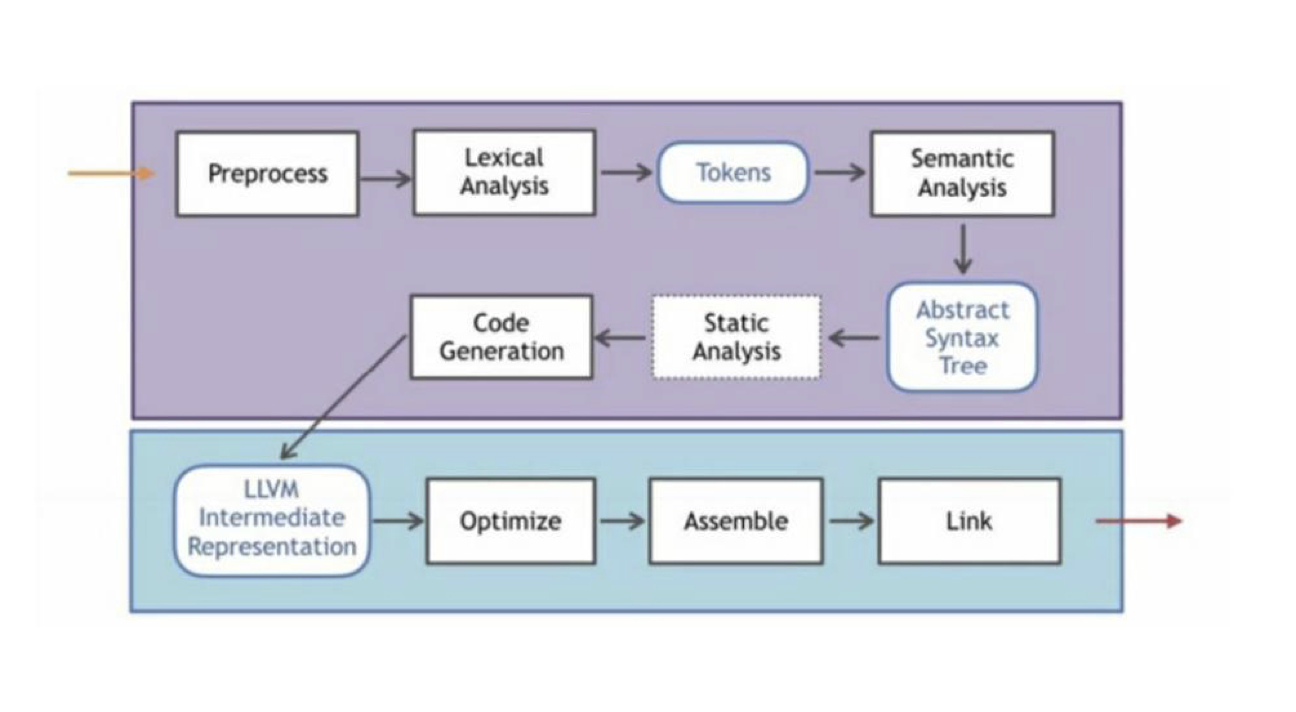 Preprocess
Lexical
Analysis
Tokens
Semantic
Analysis
Code
Generation
Static
Analysis
Abstract
Syntax
Tree
LLVM
Intermediate
Representation
Optimize
Assemble
Link